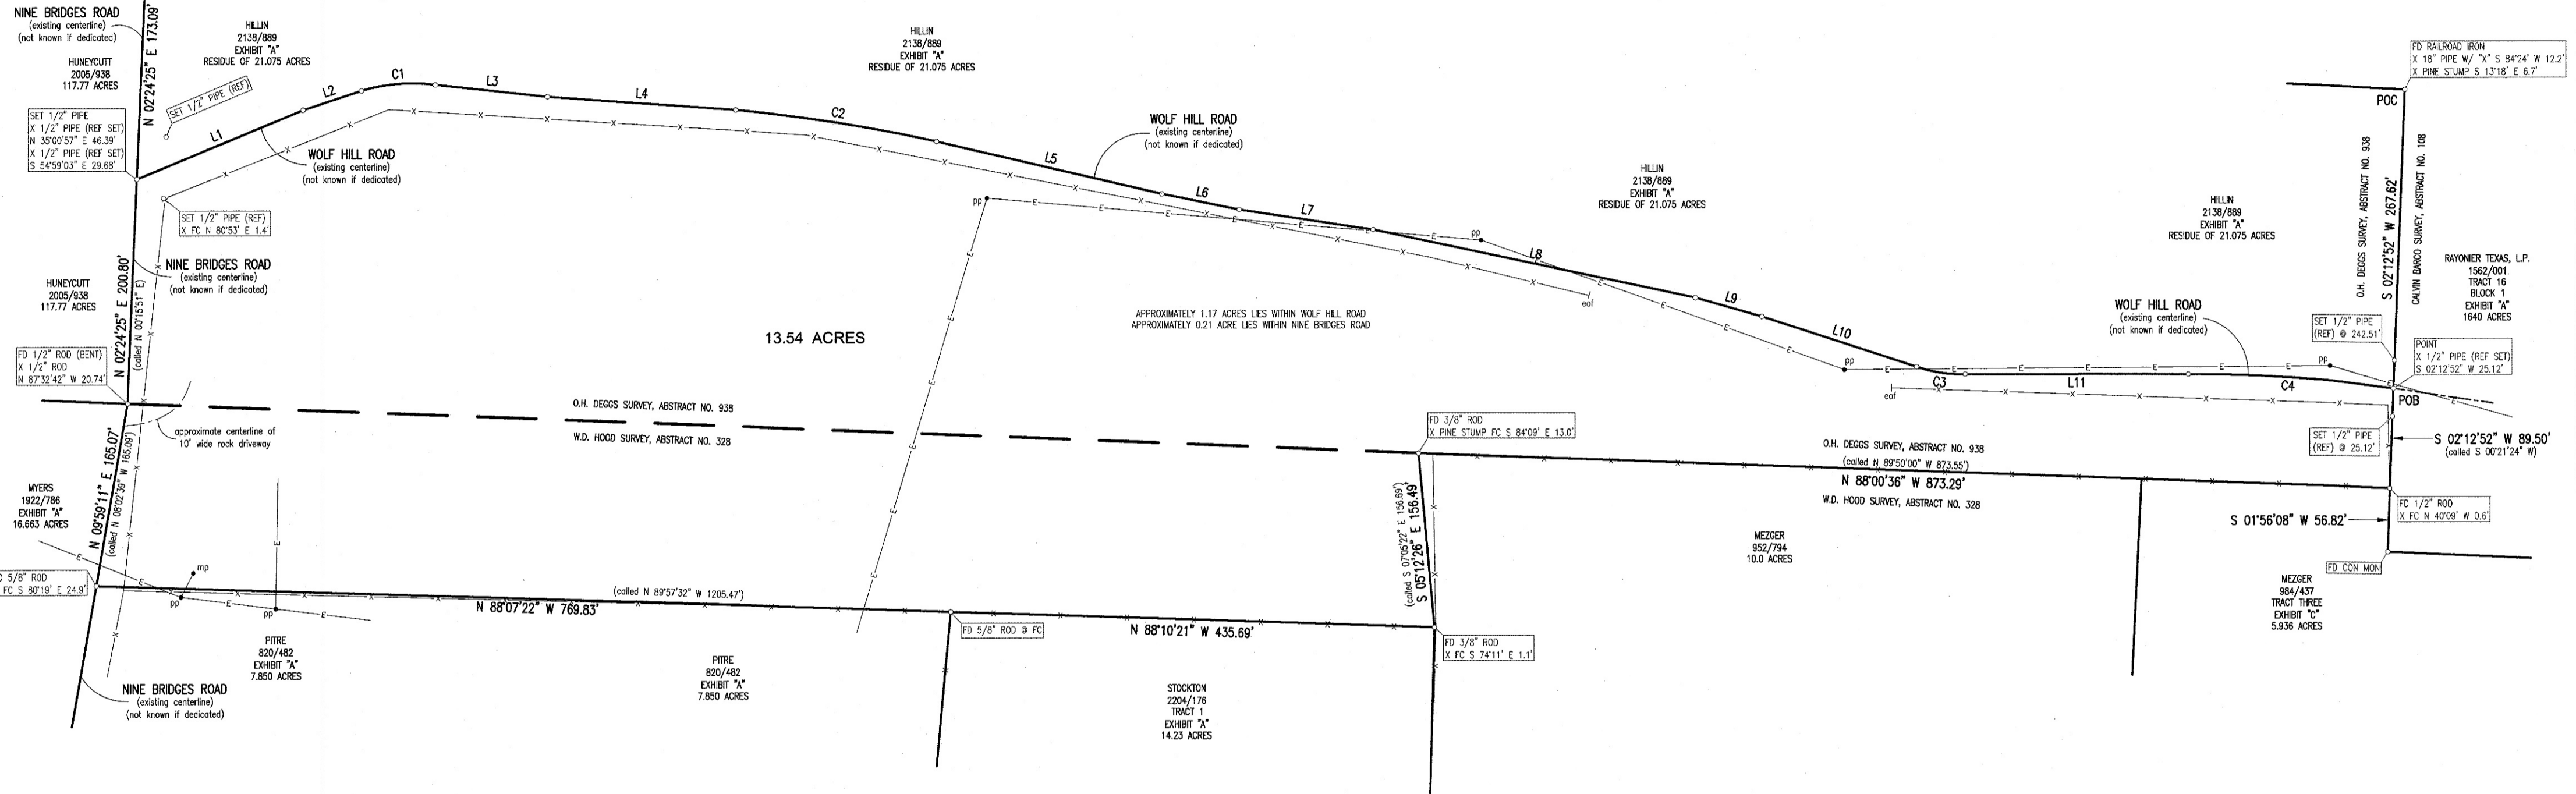 NINE BRIDGES ROAD
(existing centerline)
(not known if dedicated)
N 02°24'25" E 173.09'
HILLIN
2138/889
EXHIBIT "A"
RESIDUE OF 21.075 ACRES
HUNEYCUTT
2005/938
117.77 ACRES
SET 1/2" PIPE (REF)
SET 1/2" PIPE
X 1/2" PIPE (REF SET)
N 35°00'57" E 46.39'
X 1/2" PIPE (REF SET)
S 54°59'03" E 29.68'
L1
L2
C1
L3
L4
C2
WOLF HILL ROAD
(existing centerline)
(not known if dedicated)
SET 1/2" PIPE (REF)
X FC N 80°53' E 1.4'
HILLIN
2138/889
EXHIBIT "A"
RESIDUE OF 21.075 ACRES
WOLF HILL ROAD
(existing centerline)
(not known if dedicated)
L5
L6
L7
L8
L9
L10
pp
pp
eof
HILLIN
2138/889
EXHIBIT "A"
RESIDUE OF 21.075 ACRES
HILLIN
2138/889
EXHIBIT "A"
RESIDUE OF 21.075 ACRES
FD RAILROAD IRON
X 18" PIPE W/ "X" S 84°24' W 12.2'
X PINE STUMP S 13°18' E 6.7'
POC
O.H. DEGGS SURVEY, ABSTRACT NO. 938
S 02°12'52" W 267.62'
CALVIN BARCO SURVEY, ABSTRACT NO. 108
RAYONIER TEXAS, L.P.
1562/001
TRACT 16
BLOCK 1
EXHIBIT "A"
1640 ACRES
WOLF HILL ROAD
(existing centerline)
(not known if dedicated)
SET 1/2" PIPE
(REF) @ 242.51'
POINT
X 1/2" PIPE (REF SET)
S 02°12'52" W 25.12'
pp
pp
eof
C3
L11
C4
POB
SET 1/2" PIPE
(REF) @ 25.12'
S 02°12'52" W 89.50'
(called S 00°21'24" W)
HUNEYCUTT
2005/938
117.77 ACRES
NINE BRIDGES ROAD
(existing centerline)
(not known if dedicated)
N 02°24'25" E 200.80'
(called N 00°15'51" E)
FD 1/2" ROD (BENT)
X 1/2" ROD
N 87°32'42" W 20.74'
13.54 ACRES
APPROXIMATELY 1.17 ACRES LIES WITHIN WOLF HILL ROAD
APPROXIMATELY 0.21 ACRE LIES WITHIN NINE BRIDGES ROAD
approximate centerline of
10' wide rock driveway
O.H. DEGGS SURVEY, ABSTRACT NO. 938
W.D. HOOD SURVEY, ABSTRACT NO. 328
FD 3/8" ROD
X PINE STUMP FC S 84°09' E 13.0'
O.H. DEGGS SURVEY, ABSTRACT NO. 938
(called N 89°50'00" W 873.55')
N 88°00'36" W 873.29'
W.D. HOOD SURVEY, ABSTRACT NO. 328
FD 1/2" ROD
X FC N 40°09' W 0.6'
S 01°56'08" W 56.82'
FD CON MON
MYERS
1922/786
EXHIBIT "A"
16.663 ACRES
N 09°59'11" E 165.07'
(called N 08°02'39" W 165.09')
5/8" ROD
FC S 80°19' E 24.9'
mp
pp
pp
(called N 89°57'32" W 1205.47')
N 88°07'22" W 769.83'
FD 5/8" ROD @ FC
N 88°10'21" W 435.69'
(called S 07°05'22" E 156.69')
S 05°12'26" E 156.49'
FD 3/8" ROD
X FC S 74°11' E 1.1'
MEZGER
952/794
10.0 ACRES
MEZGER
984/437
TRACT THREE
EXHIBIT "C"
5.936 ACRES
PITRE
820/482
EXHIBIT "A"
7.850 ACRES
NINE BRIDGES ROAD
(existing centerline)
(not known if dedicated)
PITRE
820/482
EXHIBIT "A"
7.850 ACRES
STOCKTON
2204/176
TRACT 1
EXHIBIT "A"
14.23 ACRES